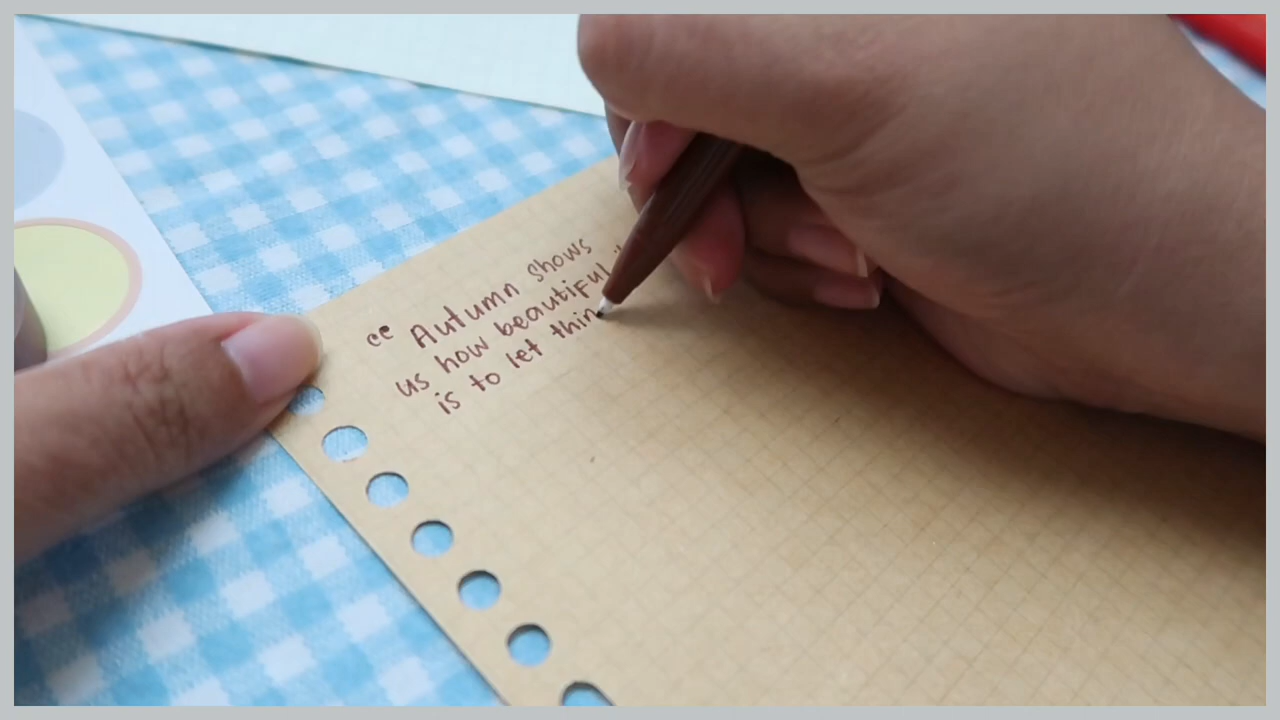 “ Autumn shows
us how beautiful "
is to let thin